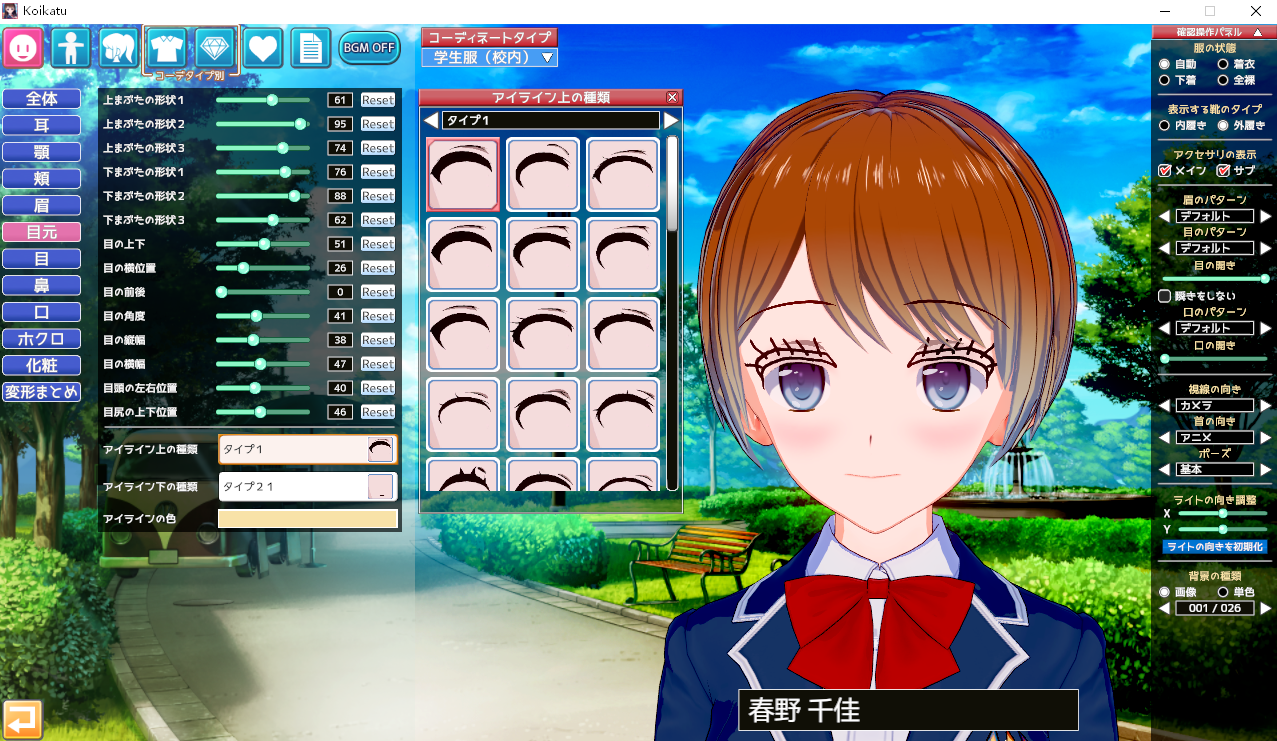 Koikatu
BGM OFF
コーデタイプ別
コーディネートタイプ
学生服（校内）
全体
耳
顎
頬
眉
目元
目
鼻
口
ホクロ
化粧
変形まとめ
上まぶたの形状１ 61 Reset
上まぶたの形状２ 95 Reset
上まぶたの形状３ 74 Reset
下まぶたの形状１ 76 Reset
下まぶたの形状２ 88 Reset
下まぶたの形状３ 62 Reset
目の上下 51 Reset
目の横位置 26 Reset
目の前後 0 Reset
目の角度 41 Reset
目の縦幅 38 Reset
目の横幅 47 Reset
目頭の左右位置 40 Reset
目尻の上下位置 46 Reset
アイライン上の種類 タイプ１
アイライン下の種類 タイプ２１
アイラインの色
アイライン上の種類
タイプ１
春野 千佳
確認操作パネル
服の状態
自動 着衣
下着 全裸
表示する靴のタイプ
内履き 外履き
アクセサリの表示
メイン サブ
眉のパターン
デフォルト
目のパターン
デフォルト
目の開き
瞬きをしない
口のパターン
デフォルト
口の開き
視線の向き
カメラ
首の向き
アニメ
ポーズ
基本
ライトの向き調整
X
Y
ライトの向きを初期化
背景の種類
画像 単色
001 / 026